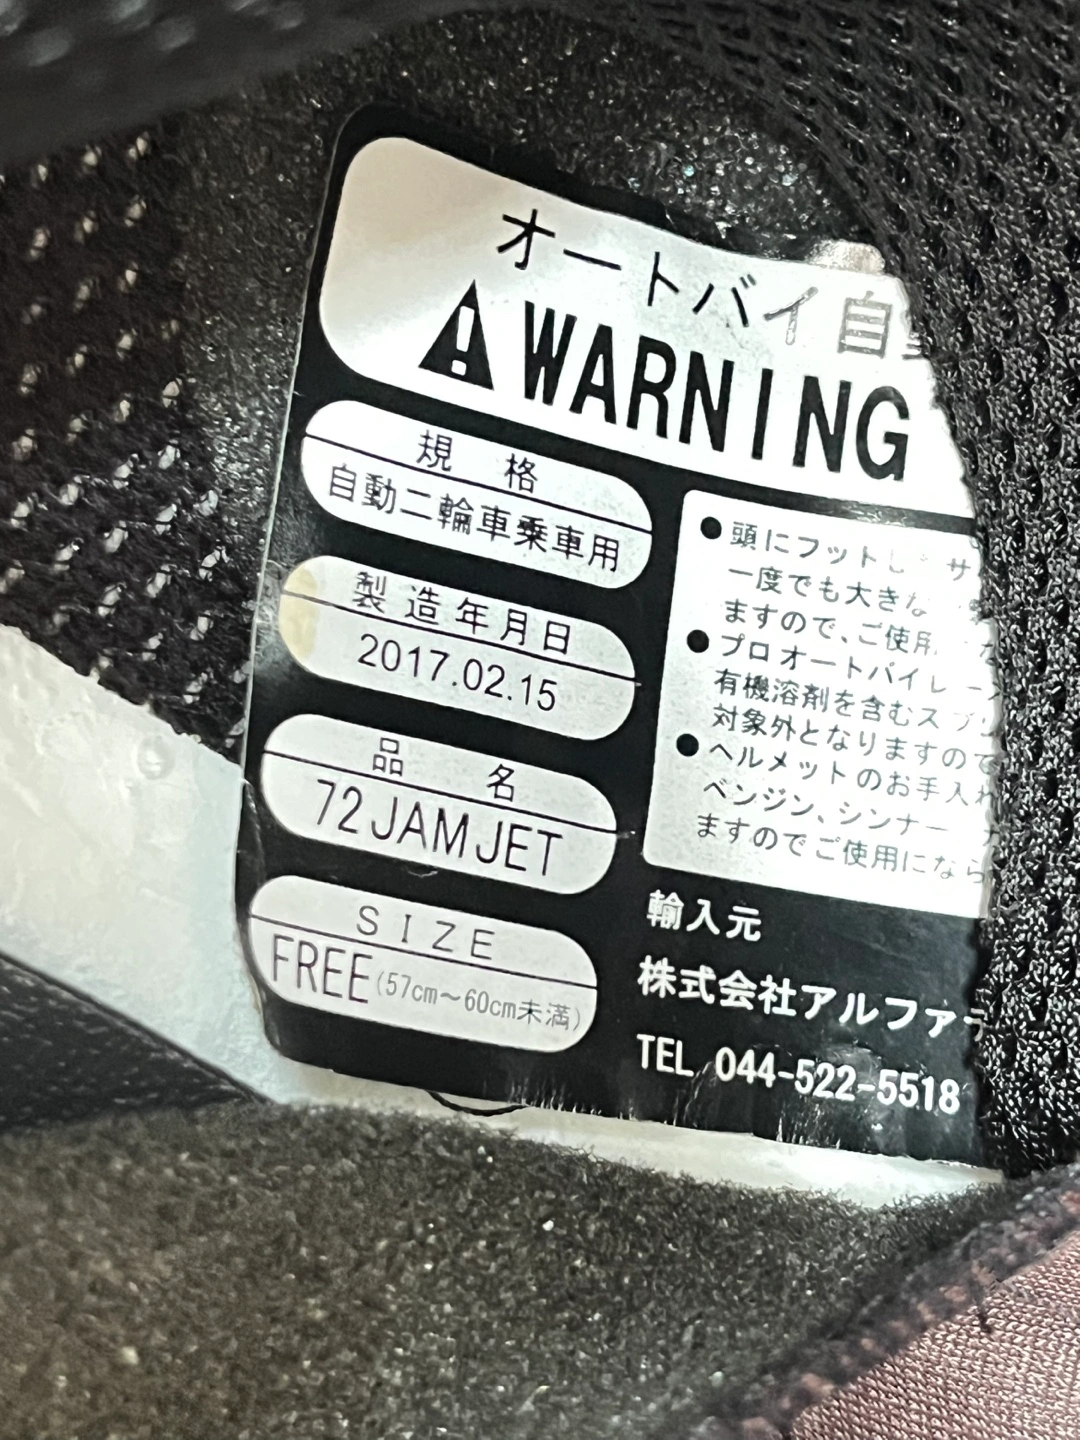 オートバイ自
WARNING
規格
自動二輪車乗車用
製造年月日
2017.02.15
品名
72JAMJET
SIZE
FREE(57cm～60cm未満)
●頭にフットし サ
一度でも大きな
ますので、ご使用
●プロオートバイレー
有機溶剤を含むスプ
対象外となりますので
●ヘルメットのお手入れ
ベンジン、シンナー
ますのでご使用になら
輸入元
株式会社アルファ
TEL 044-522-5518